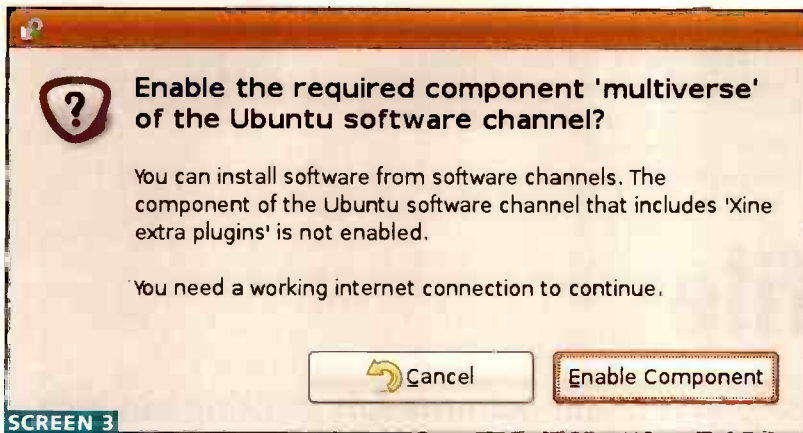 Enable the required component 'multiverse'
of the Ubuntu software channel?
You can install software from software channels. The
component of the Ubuntu software channel that includes 'Xine
extra plugins' is not enabled.
You need a working internet connection to continue.
Cancel
Enable Component
SCREEN 3